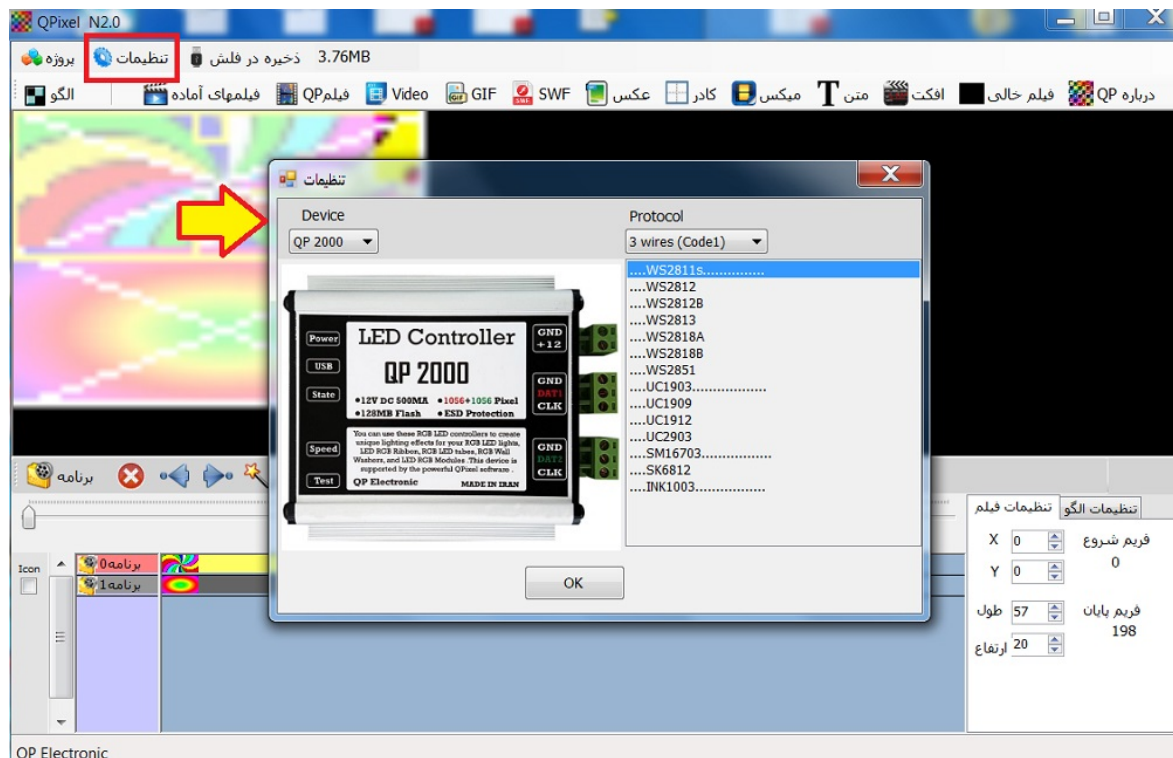 QPixel N2.0
پروژه تنظیمات ذخیره در فلش 3.76MB
الگو فیلمهای آماده فیلمQP Video GIF SWF عکس کادر میکس متن افکت فیلم خالی درباره QP
تنظیمات
Device Protocol
QP 2000 3 wires (Code1)
....WS2811s...............
....WS2812
....WS2812B
....WS2813
....WS2818A
....WS2818B
....WS2851
....UC1903..................
....UC1909
....UC1912
....UC2903
....SM16703.................
....SK6812
....INK1003.................
Power
USB
State
Speed
Test
LED Controller
QP 2000
•12V DC 500MA •1056+1056 Pixel
•128MB Flash •ESD Protection
You can use these RGB LED controllers to create
unique lighting effects for your RGB LED lights,
LED RGB Ribbon, RGB LED tubes, RGB Wall
Washers, and LED RGB Modules .This device is
supported by the powerful QPixel software .
QP Electronic MADE IN IRAN
GND
+12
GND
DAT1
CLK
GND
DAT2
CLK
OK
برنامه
Icon
برنامه0
برنامه1
تنظیمات فیلم تنظیمات الگو
X 0 فریم شروع
0
Y 0
طول 57 فریم پایان
198
ارتفاع 20
QP Electronic